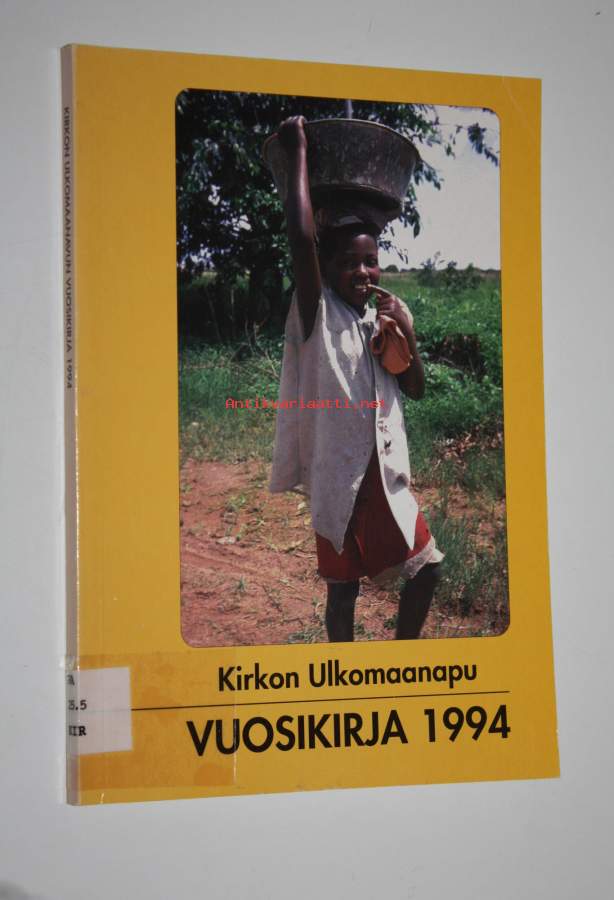 KIRKON ULKOMAANAVUN VUOSIKIRJA 1994
Antikvariaatti.net
Kirkon Ulkomaanapu
VUOSIKIRJA 1994